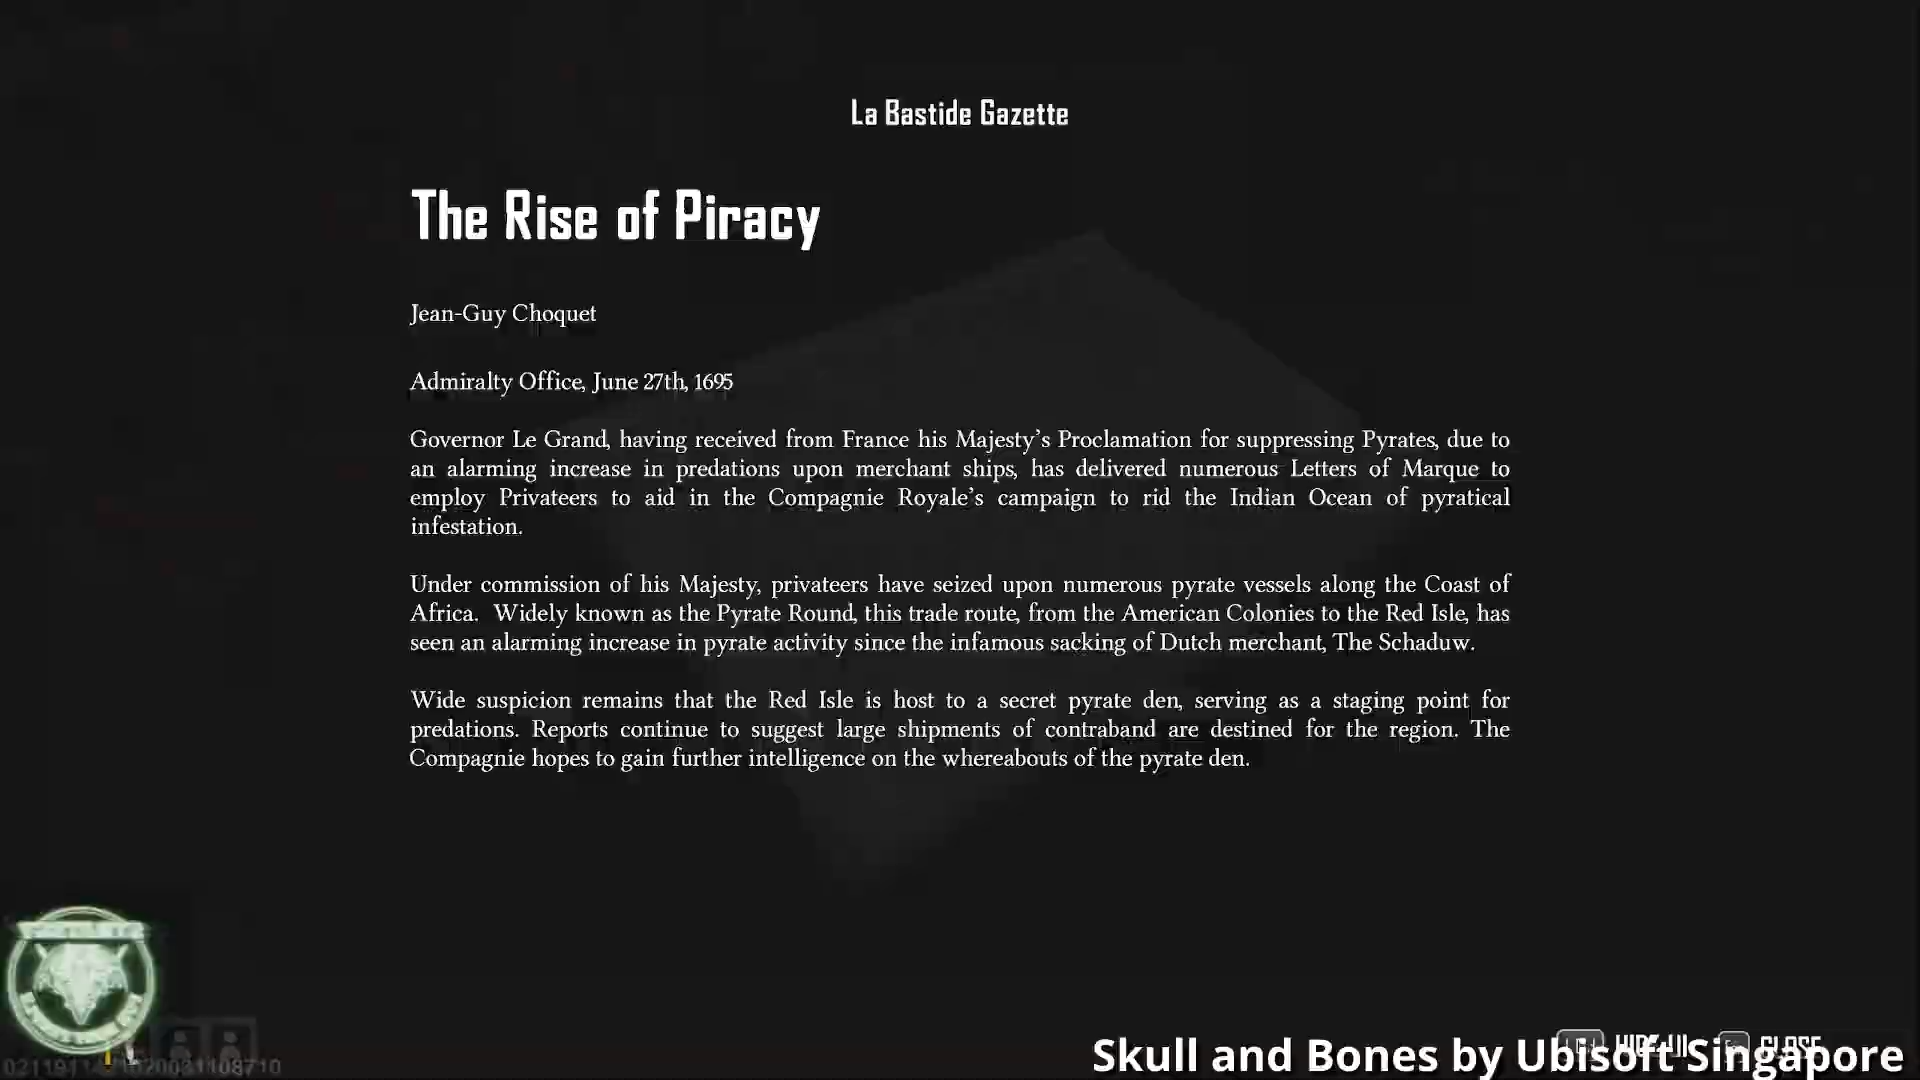 La Bastide Gazette
The Rise of Piracy
Jean-Guy Choquet
Admiralty Office, June 27th, 1695
Governor Le Grand, having received from France his Majesty's Proclamation for suppressing Pyrates, due to
an alarming increase in predations upon merchant ships, has delivered numerous Letters of Marque to
employ Privateers to aid in the Compagnie Royale's campaign to rid the Indian Ocean of pyratical
infestation.
Under commission of his Majesty, privateers have seized upon numerous pyrate vessels along the Coast of
Africa.  Widely known as the Pyrate Round, this trade route, from the American Colonies to the Red Isle, has
seen an alarming increase in pyrate activity since the infamous sacking of Dutch merchant, The Schaduw.
Wide suspicion remains that the Red Isle is host to a secret pyrate den, serving as a staging point for
predations. Reports continue to suggest large shipments of contraband are destined for the region. The
Compagnie hopes to gain further intelligence on the whereabouts of the pyrate den.
Skull and Bones by Ubisoft Singapore